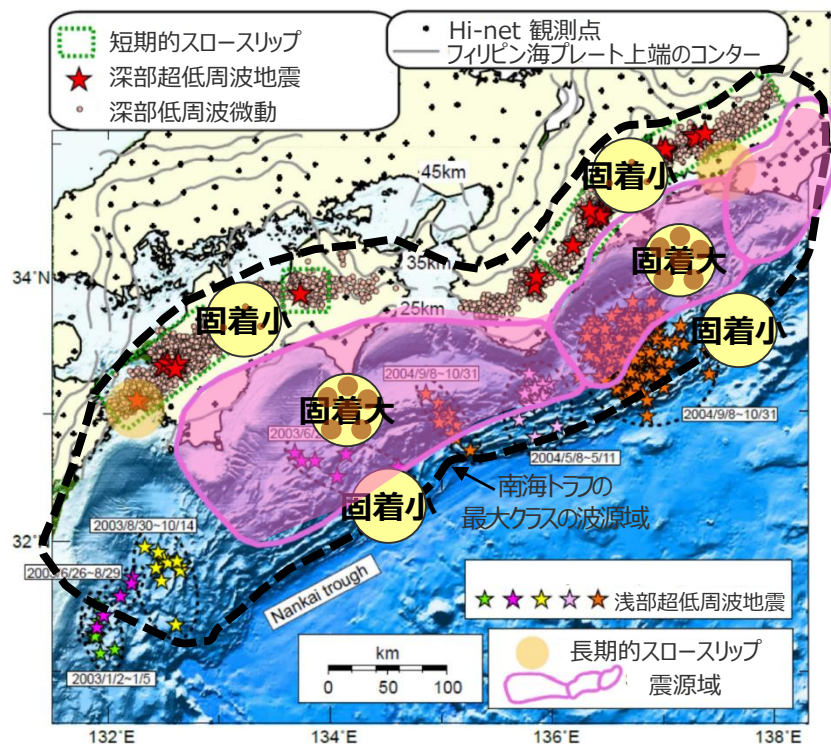 短期的スロースリップ
深部超低周波地震
深部低周波微動
Hi-net 観測点
フィリピン海プレート上端のコンター
45km
固着小
固着大
34°N
35km
25km
固着小
固着小
2004/9/8~10/31
固着大
2003/6/2
2004/9/8~10/31
2004/5/8~5/11
固着小
南海トラフの
最大クラスの波源域
2003/8/30~10/14
32°N
2003/6/26~8/29
Nankai trough
浅部超低周波地震
2003/1/2~1/5
km
0 50 100
長期的スロースリップ
震源域
132°E
134°E
136°E
138°E